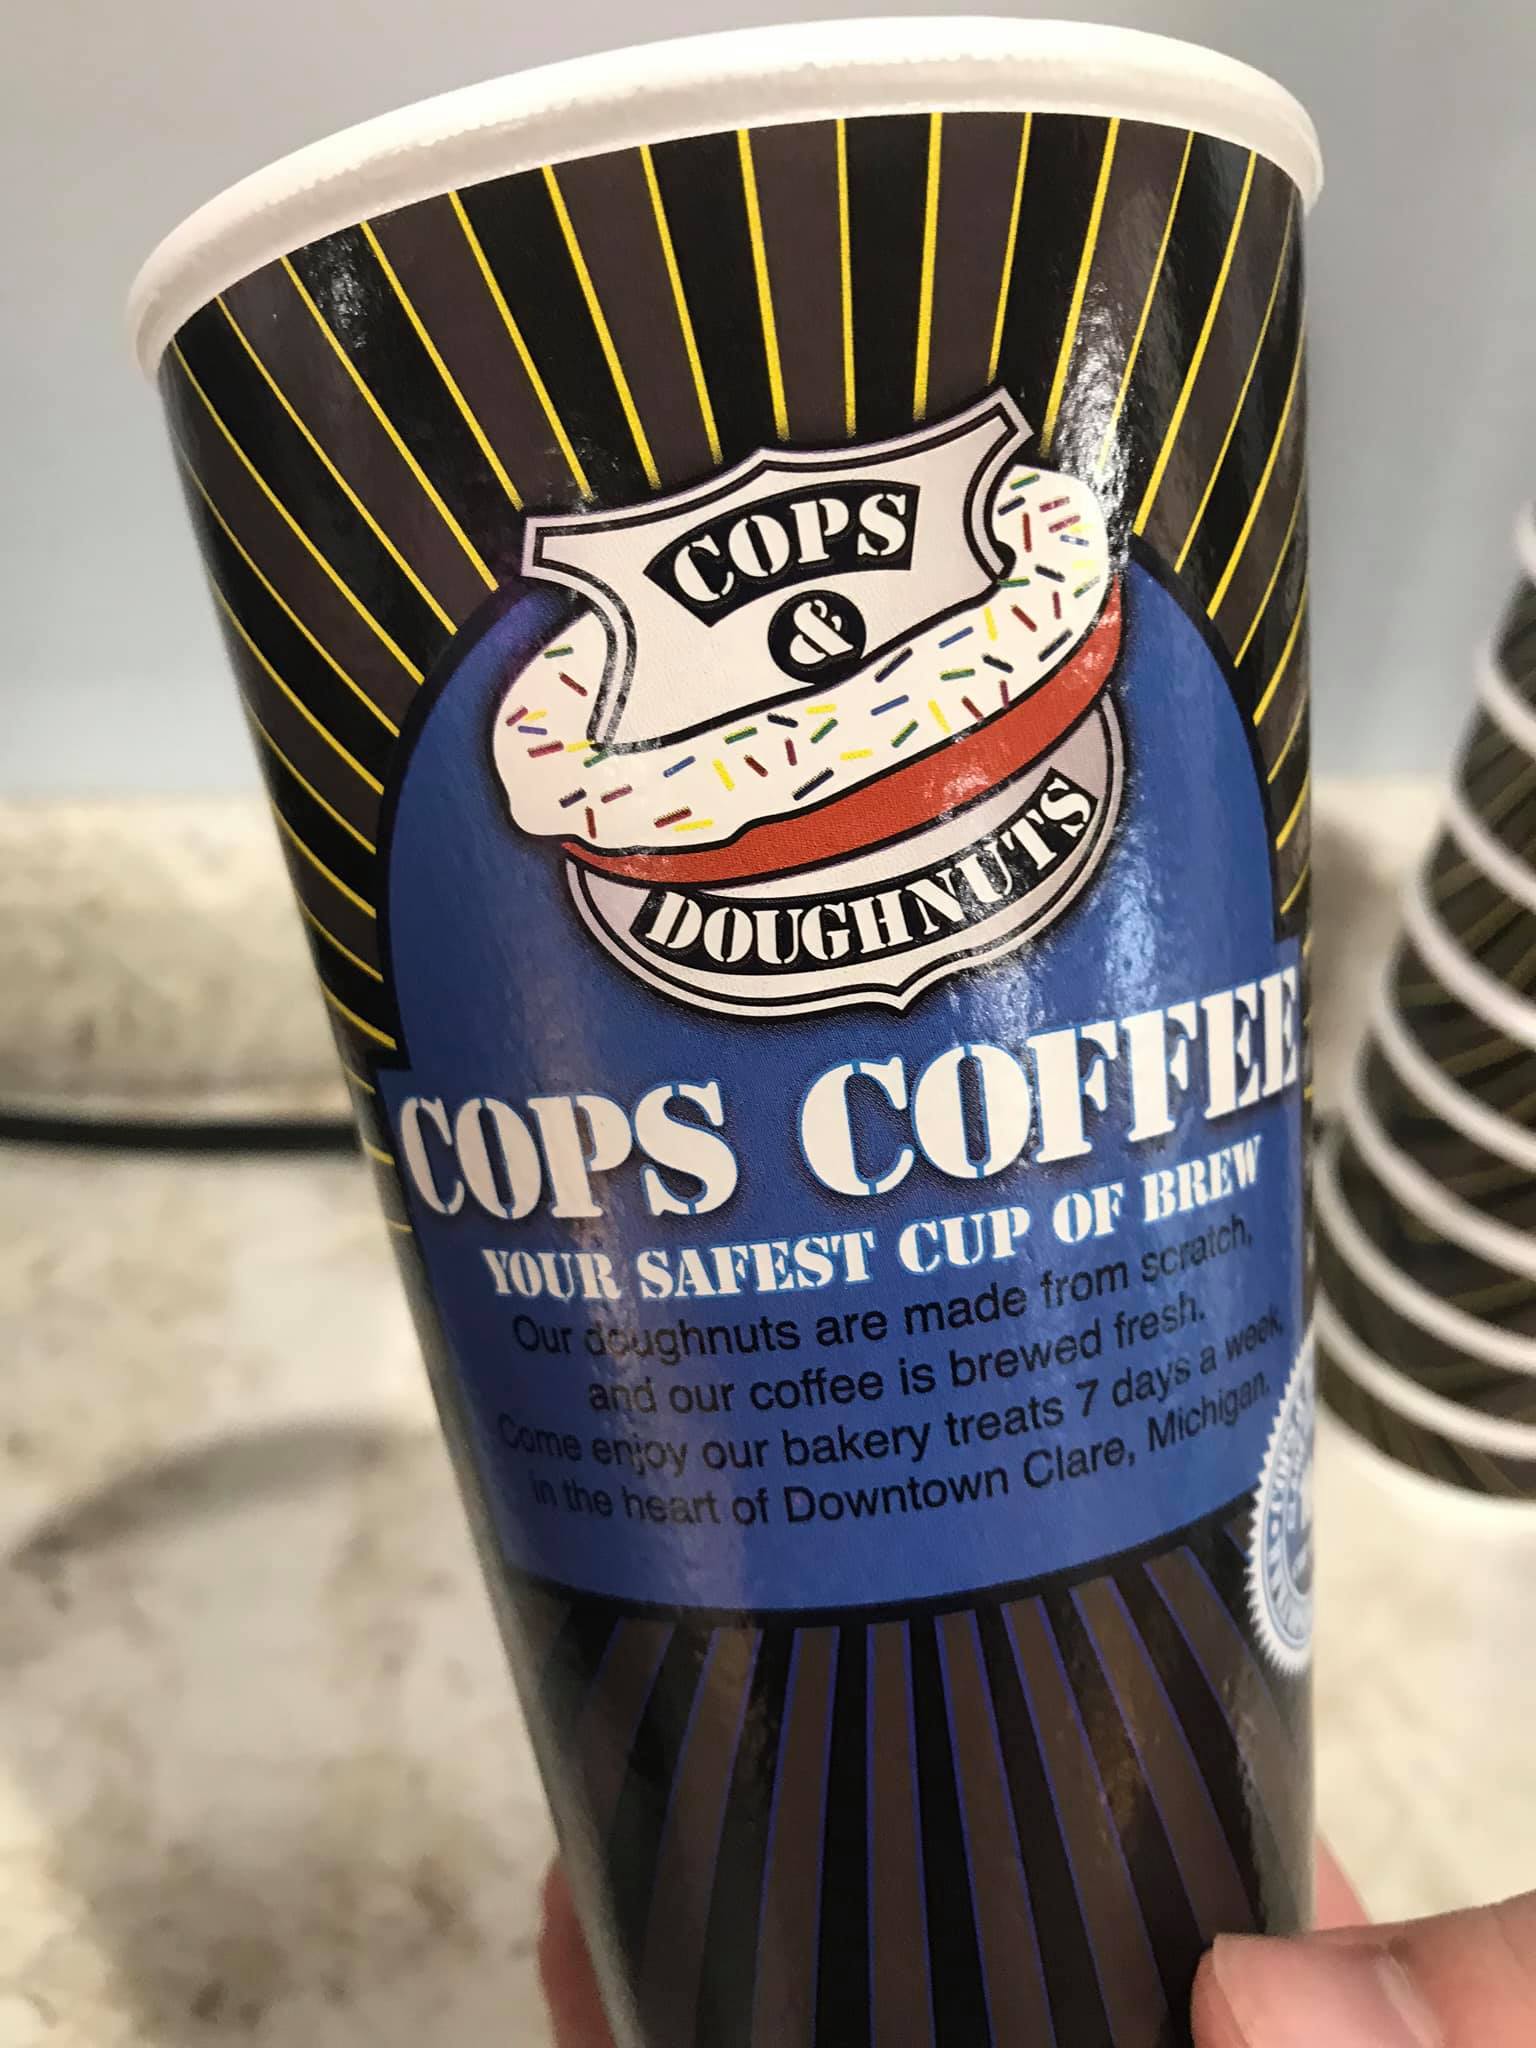 COPS
&
DOUGHNUTS
COPS COFFEE
YOUR SAFEST CUP OF BREW
Our doughnuts are made from scratch,
and our coffee is brewed fresh.
Come enjoy our bakery treats 7 days a week,
in the heart of Downtown Clare, Michigan.